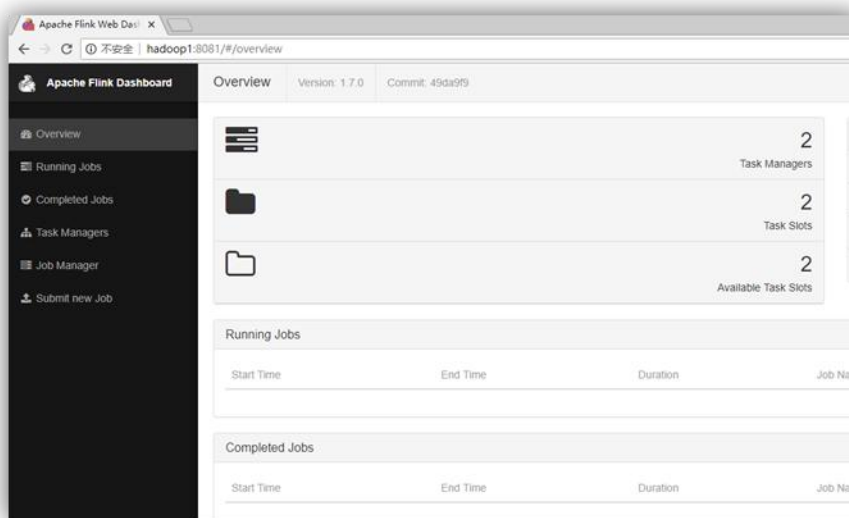 Apache Flink Web Das
不安全 | hadoop1:8081/#/overview
Apache Flink Dashboard
Overview
Version: 1.7.0
Commit: 49da9f9
Overview
Running Jobs
Completed Jobs
Task Managers
Job Manager
Submit new Job
2
Task Managers
2
Task Slots
2
Available Task Slots
Running Jobs
Start Time End Time Duration Job Na
Completed Jobs
Start Time End Time Duration Job Na